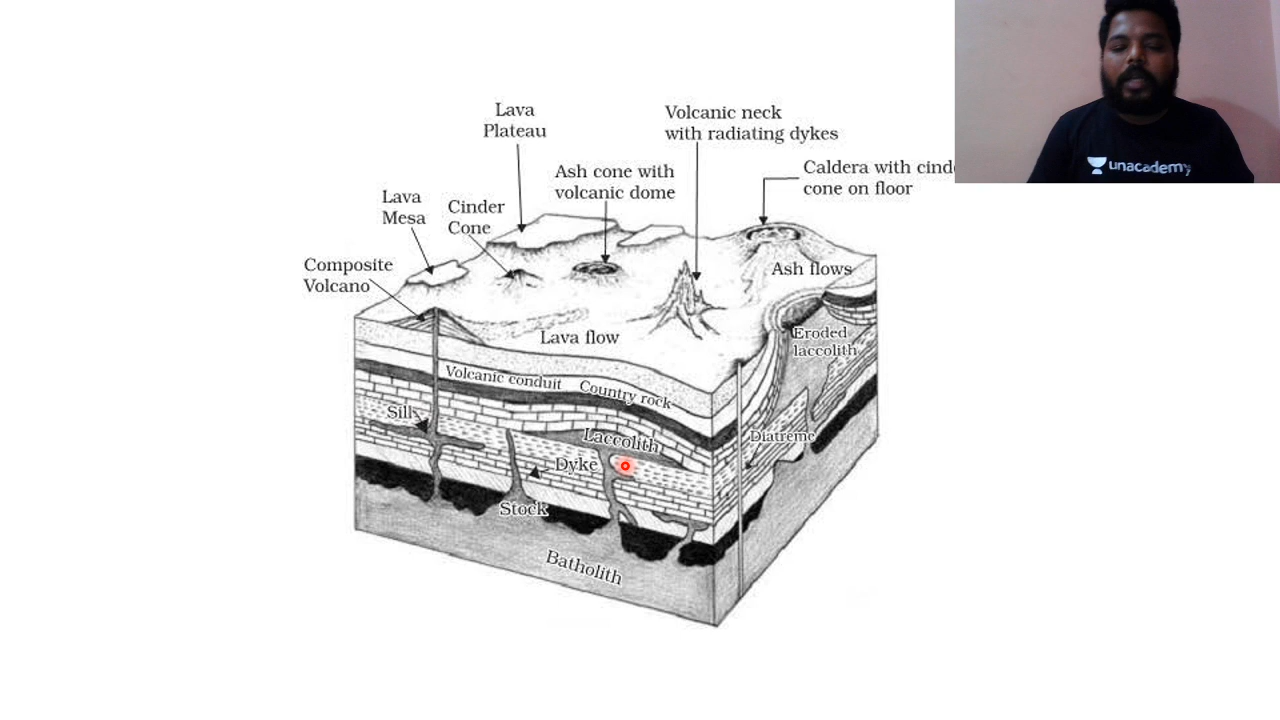 Lava
Plateau
Volcanic neck
with radiating dykes
Ash cone with
volcanic dome
Caldera with
cone on floor
unacademy
Lava
Mesa
Cinder
Cone
Composite
Volcano
Ash flows
Lava flow
Eroded
laccolith
Volcanic conduit
Country rock
Sill
Laccolith
Diatreme
Dyke
Stock
Batholith